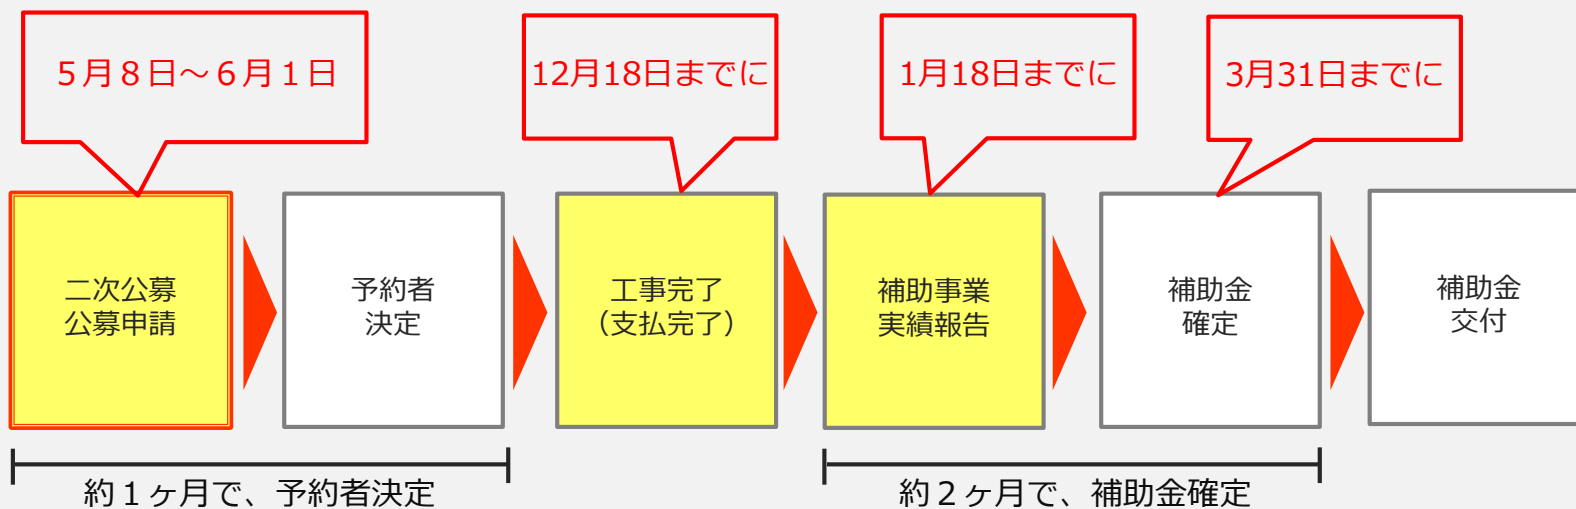 ５月８日～６月１日
12月18日までに
1月18日までに
3月31日までに
二次公募
公募申請
予約者
決定
工事完了
（支払完了）
補助事業
実績報告
補助金
確定
補助金
交付
約１ヶ月で、予約者決定
約２ヶ月で、補助金確定